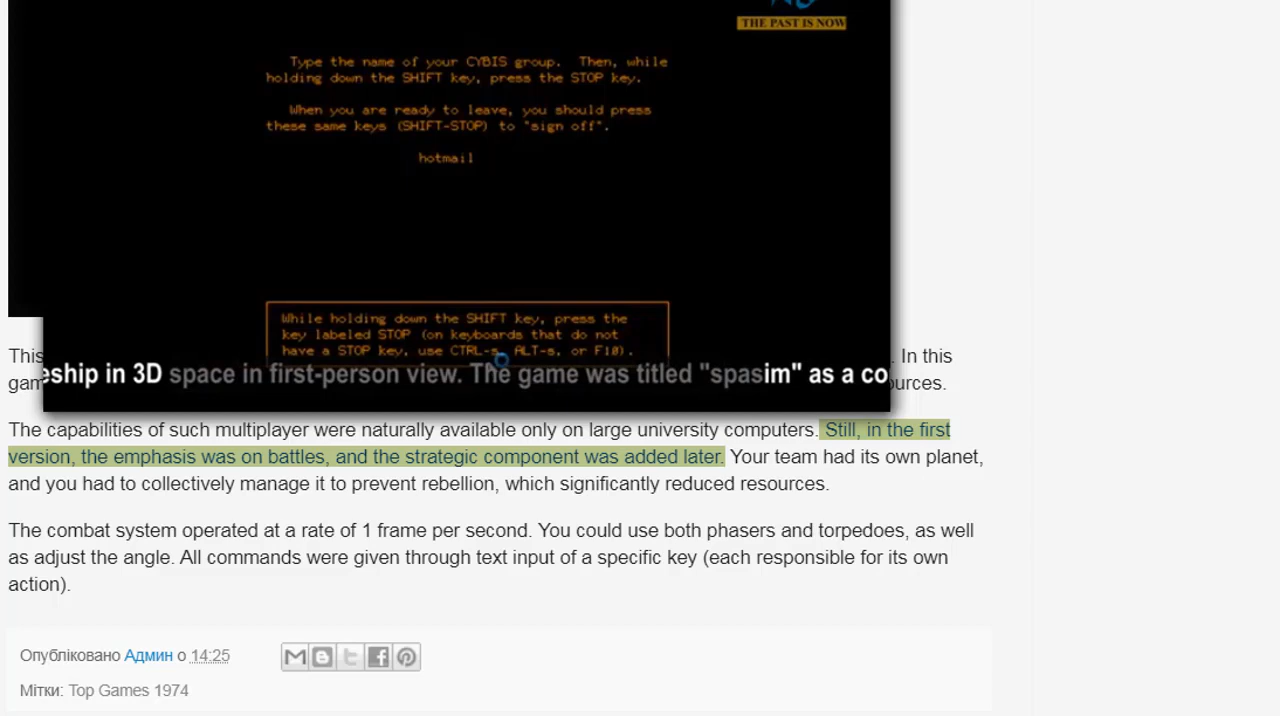 THE PAST IS NOW
Type the name of your CYBIS group. Then, while
holding down the SHIFT key, press the STOP key.
When you are ready to leave, you should press
these same keys (SHIFT-STOP) to "sign off".
hotmail
While holding down the SHIFT key, press the
key labeled STOP (on keyboards that do not
have a STOP key, use CTRL-s, ALT-s, or F10).
This . In this
eship in 3D space in first-person view. The game was titled "spasim" as a co
gam urces.
The capabilities of such multiplayer were naturally available only on large university computers. Still, in the first
version, the emphasis was on battles, and the strategic component was added later. Your team had its own planet,
and you had to collectively manage it to prevent rebellion, which significantly reduced resources.
The combat system operated at a rate of 1 frame per second. You could use both phasers and torpedoes, as well
as adjust the angle. All commands were given through text input of a specific key (each responsible for its own
action).
Опубліковано Админ о 14:25
Мітки: Top Games 1974